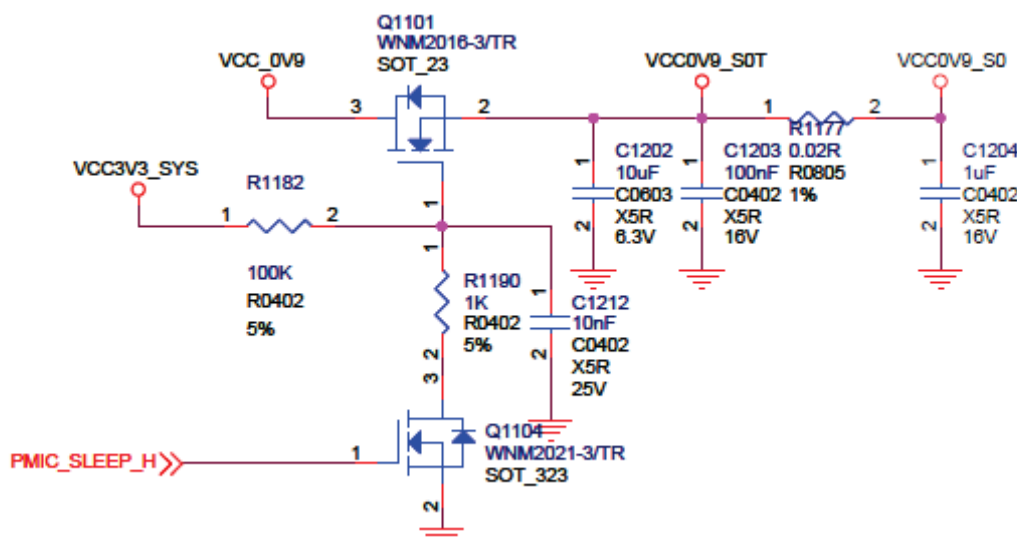 Q1101
WNM2016-3/TR
SOT_23
VCC_0V9
VCC0V9_S0T
VCC0V9_S0
3
2
1
2
R1177
0.02R
R0805
1%
C1202
10uF
C0603
X5R
6.3V
1
2
C1203
100nF
C0402
X5R
16V
1
2
C1204
1uF
C0402
X5R
16V
1
2
VCC3V3_SYS
R1182
1
2
100K
R0402
5%
1
1
R1190
1K
R0402
5%
2
C1212
10nF
C0402
X5R
25V
1
2
3
Q1104
WNM2021-3/TR
SOT_323
PMIC_SLEEP_H
1
2